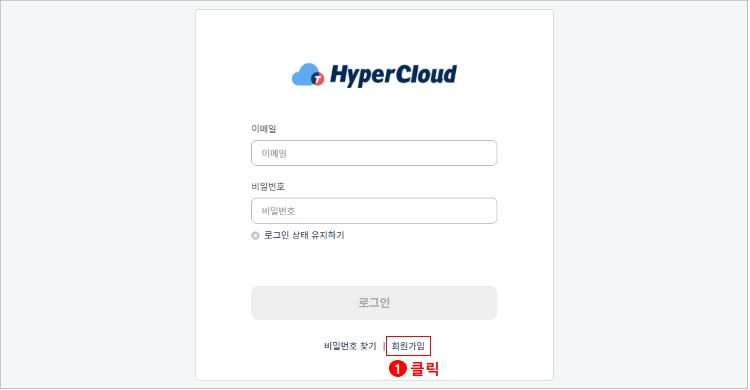 HyperCloud
이메일
이메일
비밀번호
비밀번호
로그인 상태 유지하기
로그인
비밀번호 찾기 | 회원가입
1 클릭